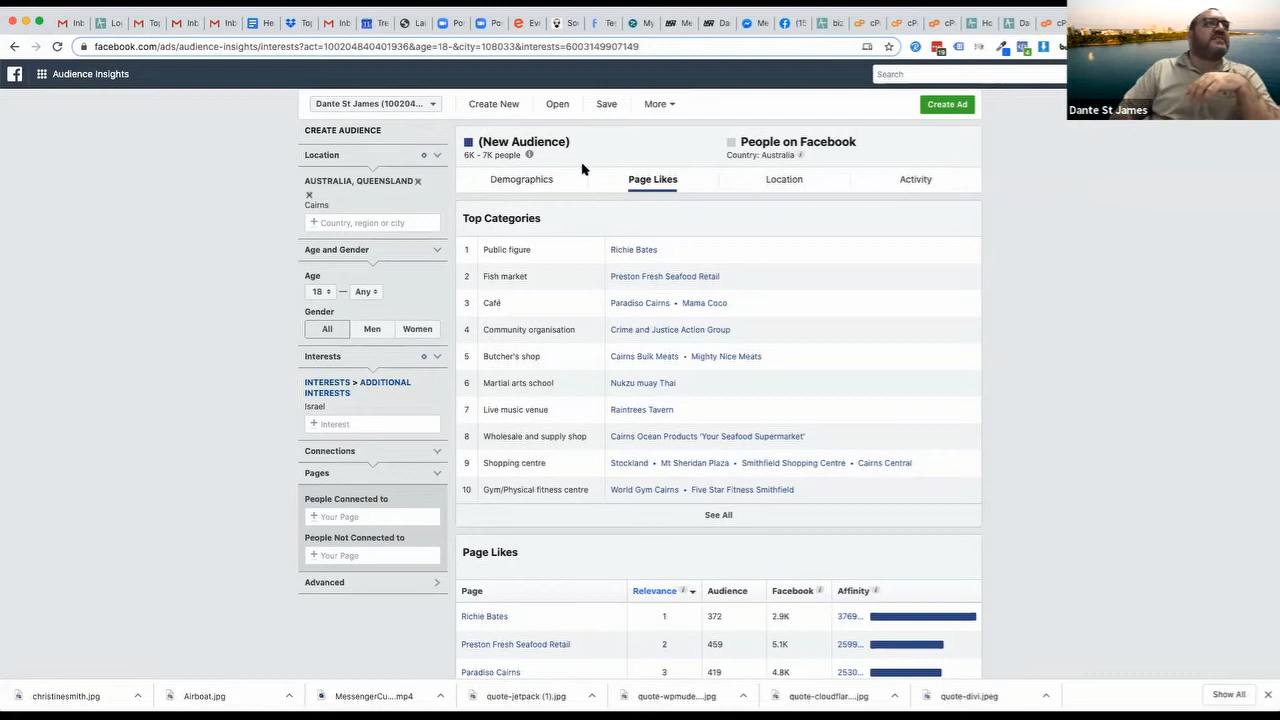 facebook.com/ads/audience-insights/interests?act=100204840401936&age=18-&city=108033&interests=6003149907149
Audience Insights
Search
Dante St James
Dante St James (100204...
Create New
Open
Save
More
Create Ad
CREATE AUDIENCE
Location
AUSTRALIA, QUEENSLAND
Cairns
+ Country, region or city
Age and Gender
Age
18 — Any
Gender
All
Men
Women
Interests
INTERESTS > ADDITIONAL
INTERESTS
Israel
+ Interest
Connections
Pages
People Connected to
+ Your Page
People Not Connected to
+ Your Page
Advanced
(New Audience)
6K - 7K people
People on Facebook
Country: Australia
Demographics
Page Likes
Location
Activity
Top Categories
1 Public figure Richie Bates
2 Fish market Preston Fresh Seafood Retail
3 Café Paradiso Cairns • Mama Coco
4 Community organisation Crime and Justice Action Group
5 Butcher's shop Cairns Bulk Meats • Mighty Nice Meats
6 Martial arts school Nukzu muay Thai
7 Live music venue Raintrees Tavern
8 Wholesale and supply shop Cairns Ocean Products 'Your Seafood Supermarket'
9 Shopping centre Stockland • Mt Sheridan Plaza • Smithfield Shopping Centre • Cairns Central
10 Gym/Physical fitness centre World Gym Cairns • Five Star Fitness Smithfield
See All
Page Likes
Page Relevance Audience Facebook Affinity
Richie Bates 1 372 2.9K 3769...
Preston Fresh Seafood Retail 2 459 5.1K 2599...
Paradiso Cairns 3 419 4.8K 2530...
christinesmith.jpg
Airboat.jpg
MessengerCu....mp4
quote-jetpack (1).jpg
quote-wpmude....jpg
quote-cloudflar....jpg
quote-divi.jpeg
Show All